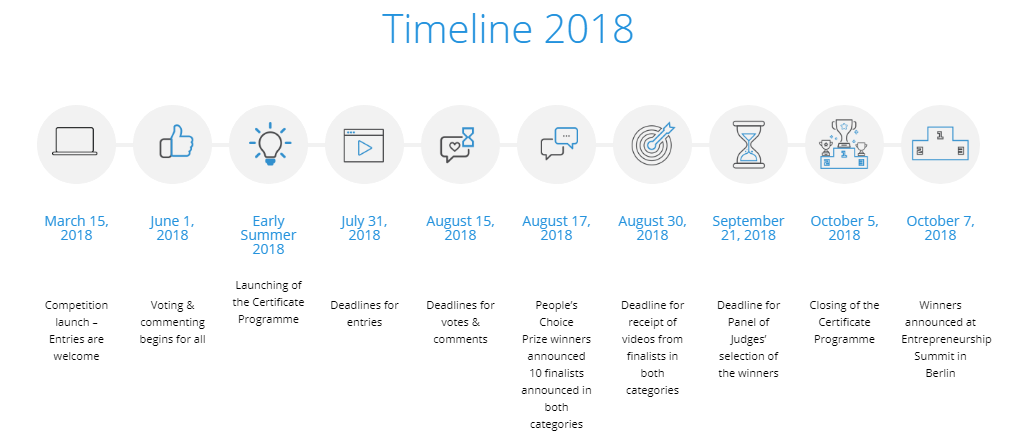 Timeline 2018
March 15,
2018
Competition
launch –
Entries are
welcome
June 1,
2018
Voting &
commenting
begins for all
Early
Summer
2018
Launching of
the Certificate
Programme
July 31,
2018
Deadlines for
entries
August 15,
2018
Deadlines for
votes &
comments
August 17,
2018
People's
Choice
Prize winners
announced
10 finalists
announced in
both
categories
August 30,
2018
Deadline for
receipt of
videos from
finalists in
both
categories
September
21, 2018
Deadline for
Panel of
Judges'
selection of
the winners
October 5,
2018
Closing of the
Certificate
Programme
October 7,
2018
Winners
announced at
Entrepreneurship
Summit in
Berlin